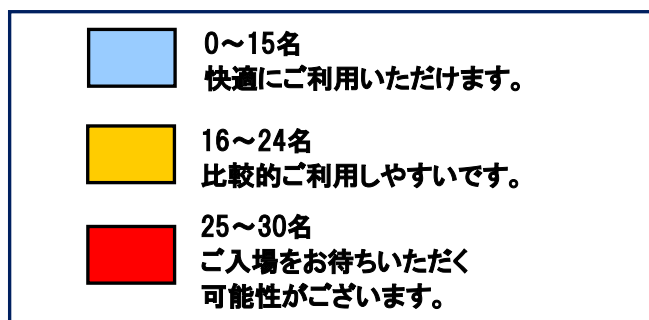 0～15名
快適にご利用いただけます。
16～24名
比較的ご利用しやすいです。
25～30名
ご入場をお待ちいただく
可能性がございます。